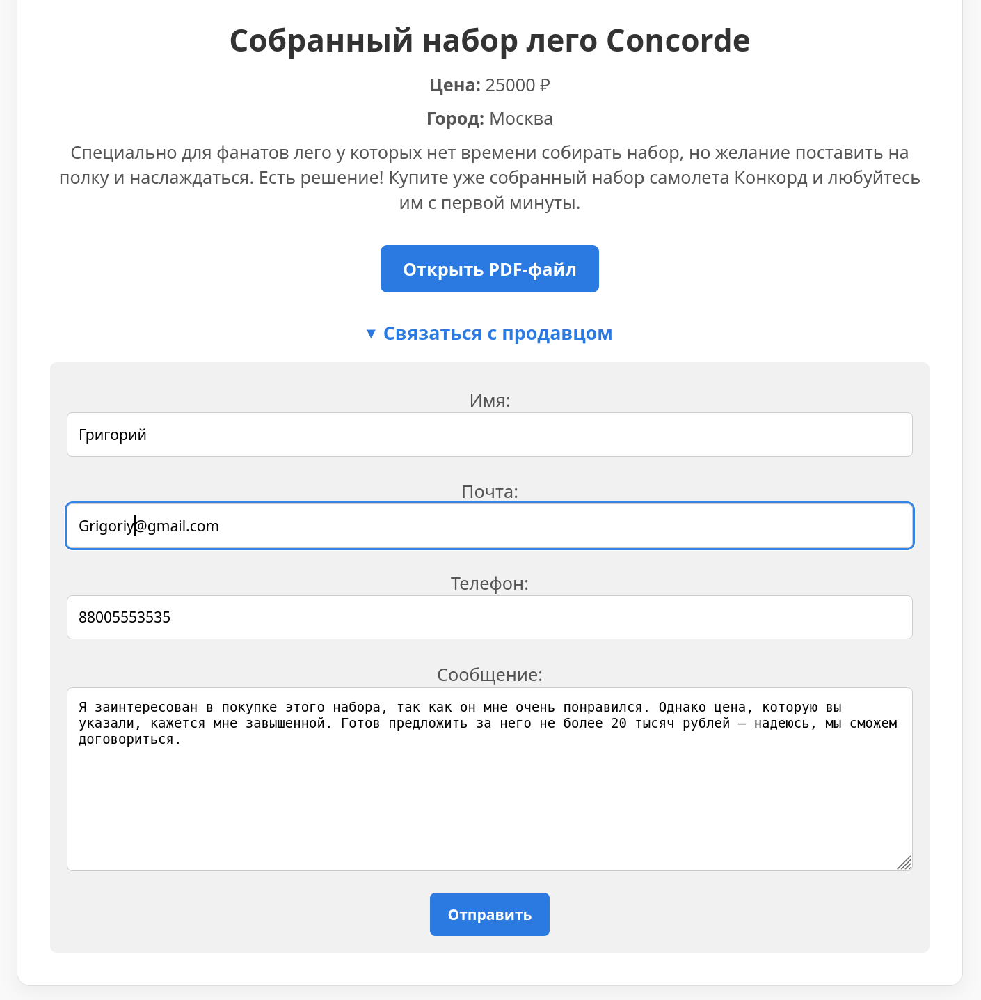 Собранный набор лего Concorde
Цена: 25000 ₽
Город: Москва
Специально для фанатов лего у которых нет времени собирать набор, но желание поставить на
полку и наслаждаться. Есть решение! Купите уже собранный набор самолета Конкорд и любуйтесь
им с первой минуты.
Открыть PDF-файл
▼ Связаться с продавцом
Имя:
Григорий
Почта:
Grigoriy@gmail.com
Телефон:
88005553535
Сообщение:
Я заинтересован в покупке этого набора, так как он мне очень понравился. Однако цена, которую вы
указали, кажется мне завышенной. Готов предложить за него не более 20 тысяч рублей — надеюсь, мы сможем
договориться.
Отправить